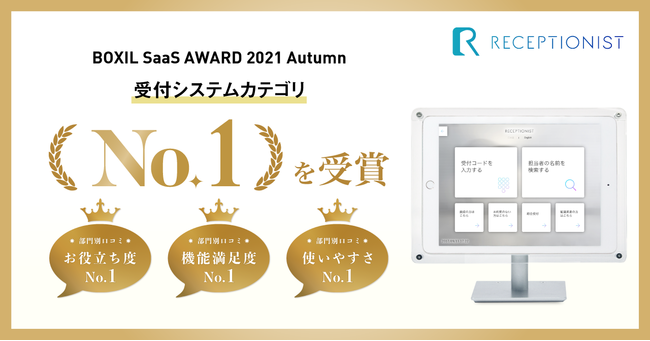 RECEPTIONIST
BOXIL SaaS AWARD 2021 Autumn
受付システムカテゴリ
No.1 を受賞
部門別口コミ
お役立ち度
No.1
部門別口コミ
機能満足度
No.1
部門別口コミ
使いやすさ
No.1
RECEPTIONIST
English
受付コードを
入力する
担当者の名前を
検索する